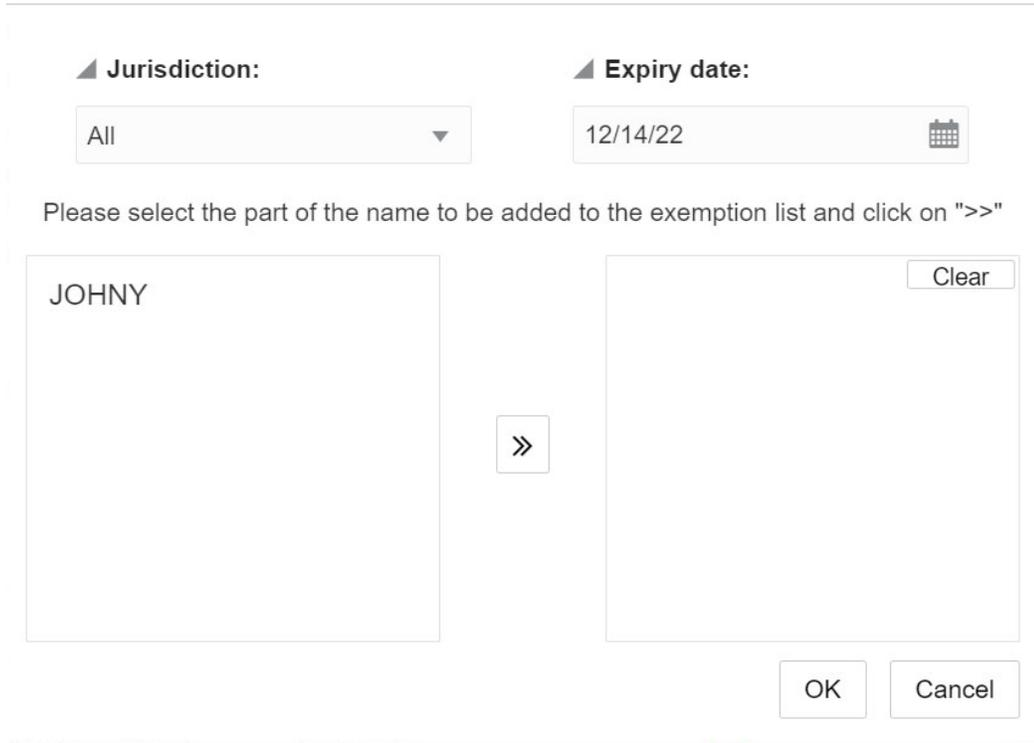 Jurisdiction:
Expiry date:
All
12/14/22
Please select the part of the name to be added to the exemption list and click on ">>"
JOHNY
Clear
»
OK
Cancel